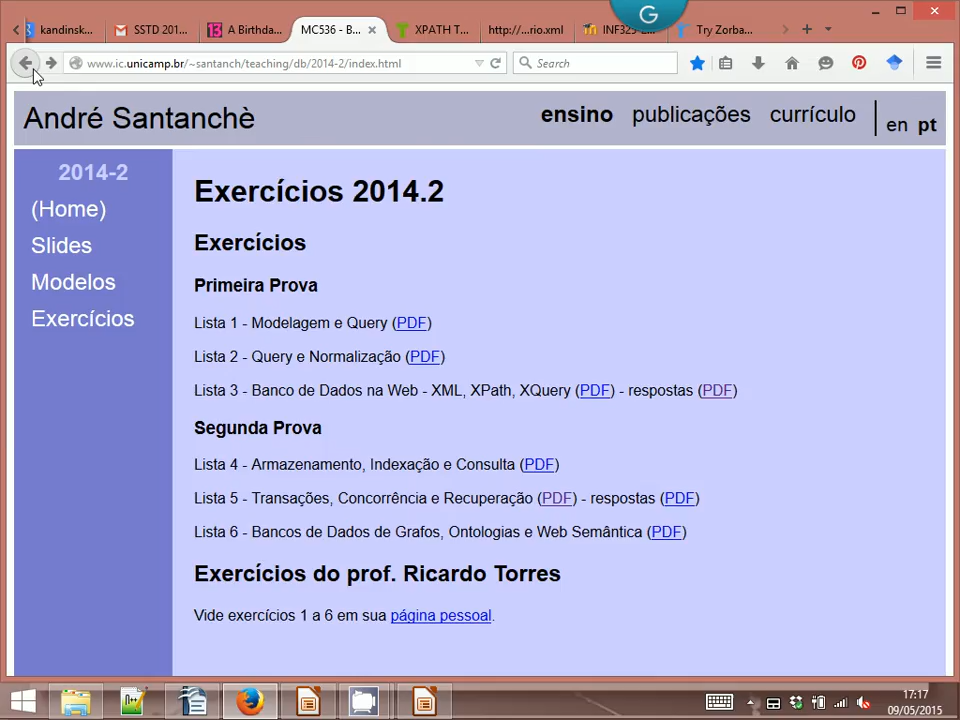 kandinsk...
SSTD 201...
A Birthda...
MC536 - B...
XPATH T...
http:/...rio.xml
Try Zorba...
www.ic.unicamp.br/~santanch/teaching/db/2014-2/index.html
Search
André Santanchè
ensino publicações currículo en pt
2014-2
(Home)
Slides
Modelos
Exercícios
Exercícios 2014.2
Exercícios
Primeira Prova
Lista 1 - Modelagem e Query (PDF)
Lista 2 - Query e Normalização (PDF)
Lista 3 - Banco de Dados na Web - XML, XPath, XQuery (PDF) - respostas (PDF)
Segunda Prova
Lista 4 - Armazenamento, Indexação e Consulta (PDF)
Lista 5 - Transações, Concorrência e Recuperação (PDF) - respostas (PDF)
Lista 6 - Bancos de Dados de Grafos, Ontologias e Web Semântica (PDF)
Exercícios do prof. Ricardo Torres
Vide exercícios 1 a 6 em sua página pessoal.
17:17
09/05/2015